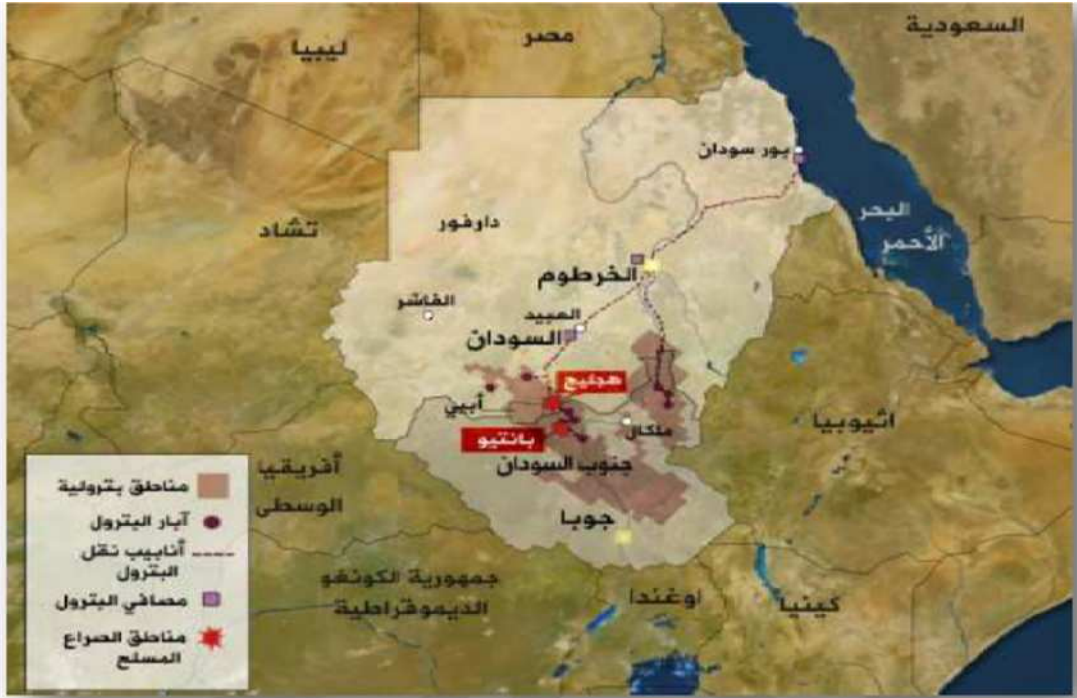 السعودية
مصر
ليبيا
بور سودان
البحر
الأحمر
دارفور
تشاد
الخرطوم
الفاشر
العبيد
السودان
هجليج
أبيي
ملكال
اثيوبيا
بانتيو
جنوب السودان
أفريقيا
الوسطى
جوبا
جمهورية الكونغو
الديموقراطية
اوغندا
كينيا
مناطق بترولية
آبار البترول
أنابيب نقل
البترول
مصافي البترول
مناطق الصراع
المسلح